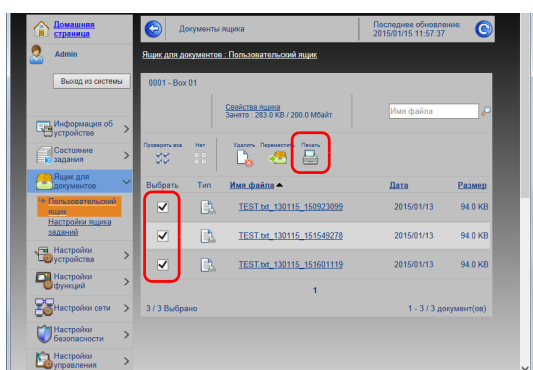 Домашняя
страница
Admin
Выход из системы
Информация об
устройстве
Состояние
задания
Ящик для
документов
Пользовательский
ящик
Настройки ящика
заданий
Настройки
устройства
Настройки
функций
Настройки сети
Настройки
безопасности
Настройки
управления
Документы ящика
Последнее обновление:
2015/01/15 11:57:37
Ящик для документов : Пользовательский ящик
0001 - Box 01
Свойства ящика
Занято : 283.0 KB / 200.0 Мбайт
Имя файла
Проверить все
Нет
Удалить
Переместить
Печать
Выбрать Тип Имя файла Дата Размер
TEST.txt_130115_150923099 2015/01/13 94.0 KB
TEST.txt_130115_151549278 2015/01/13 94.0 KB
TEST.txt_130115_151601119 2015/01/13 94.0 KB
1
3 / 3 Выбрано
1 - 3 / 3 документ(ов)